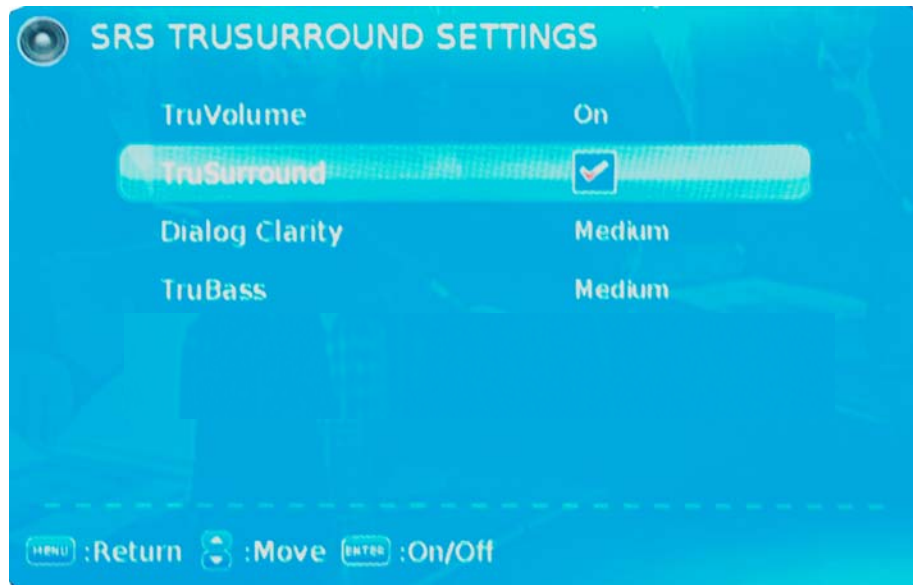 SRS TRUSURROUND SETTINGS
TruVolume On
TruSurround
Dialog Clarity Medium
TruBass Medium
MENU :Return :Move ENTER :On/Off